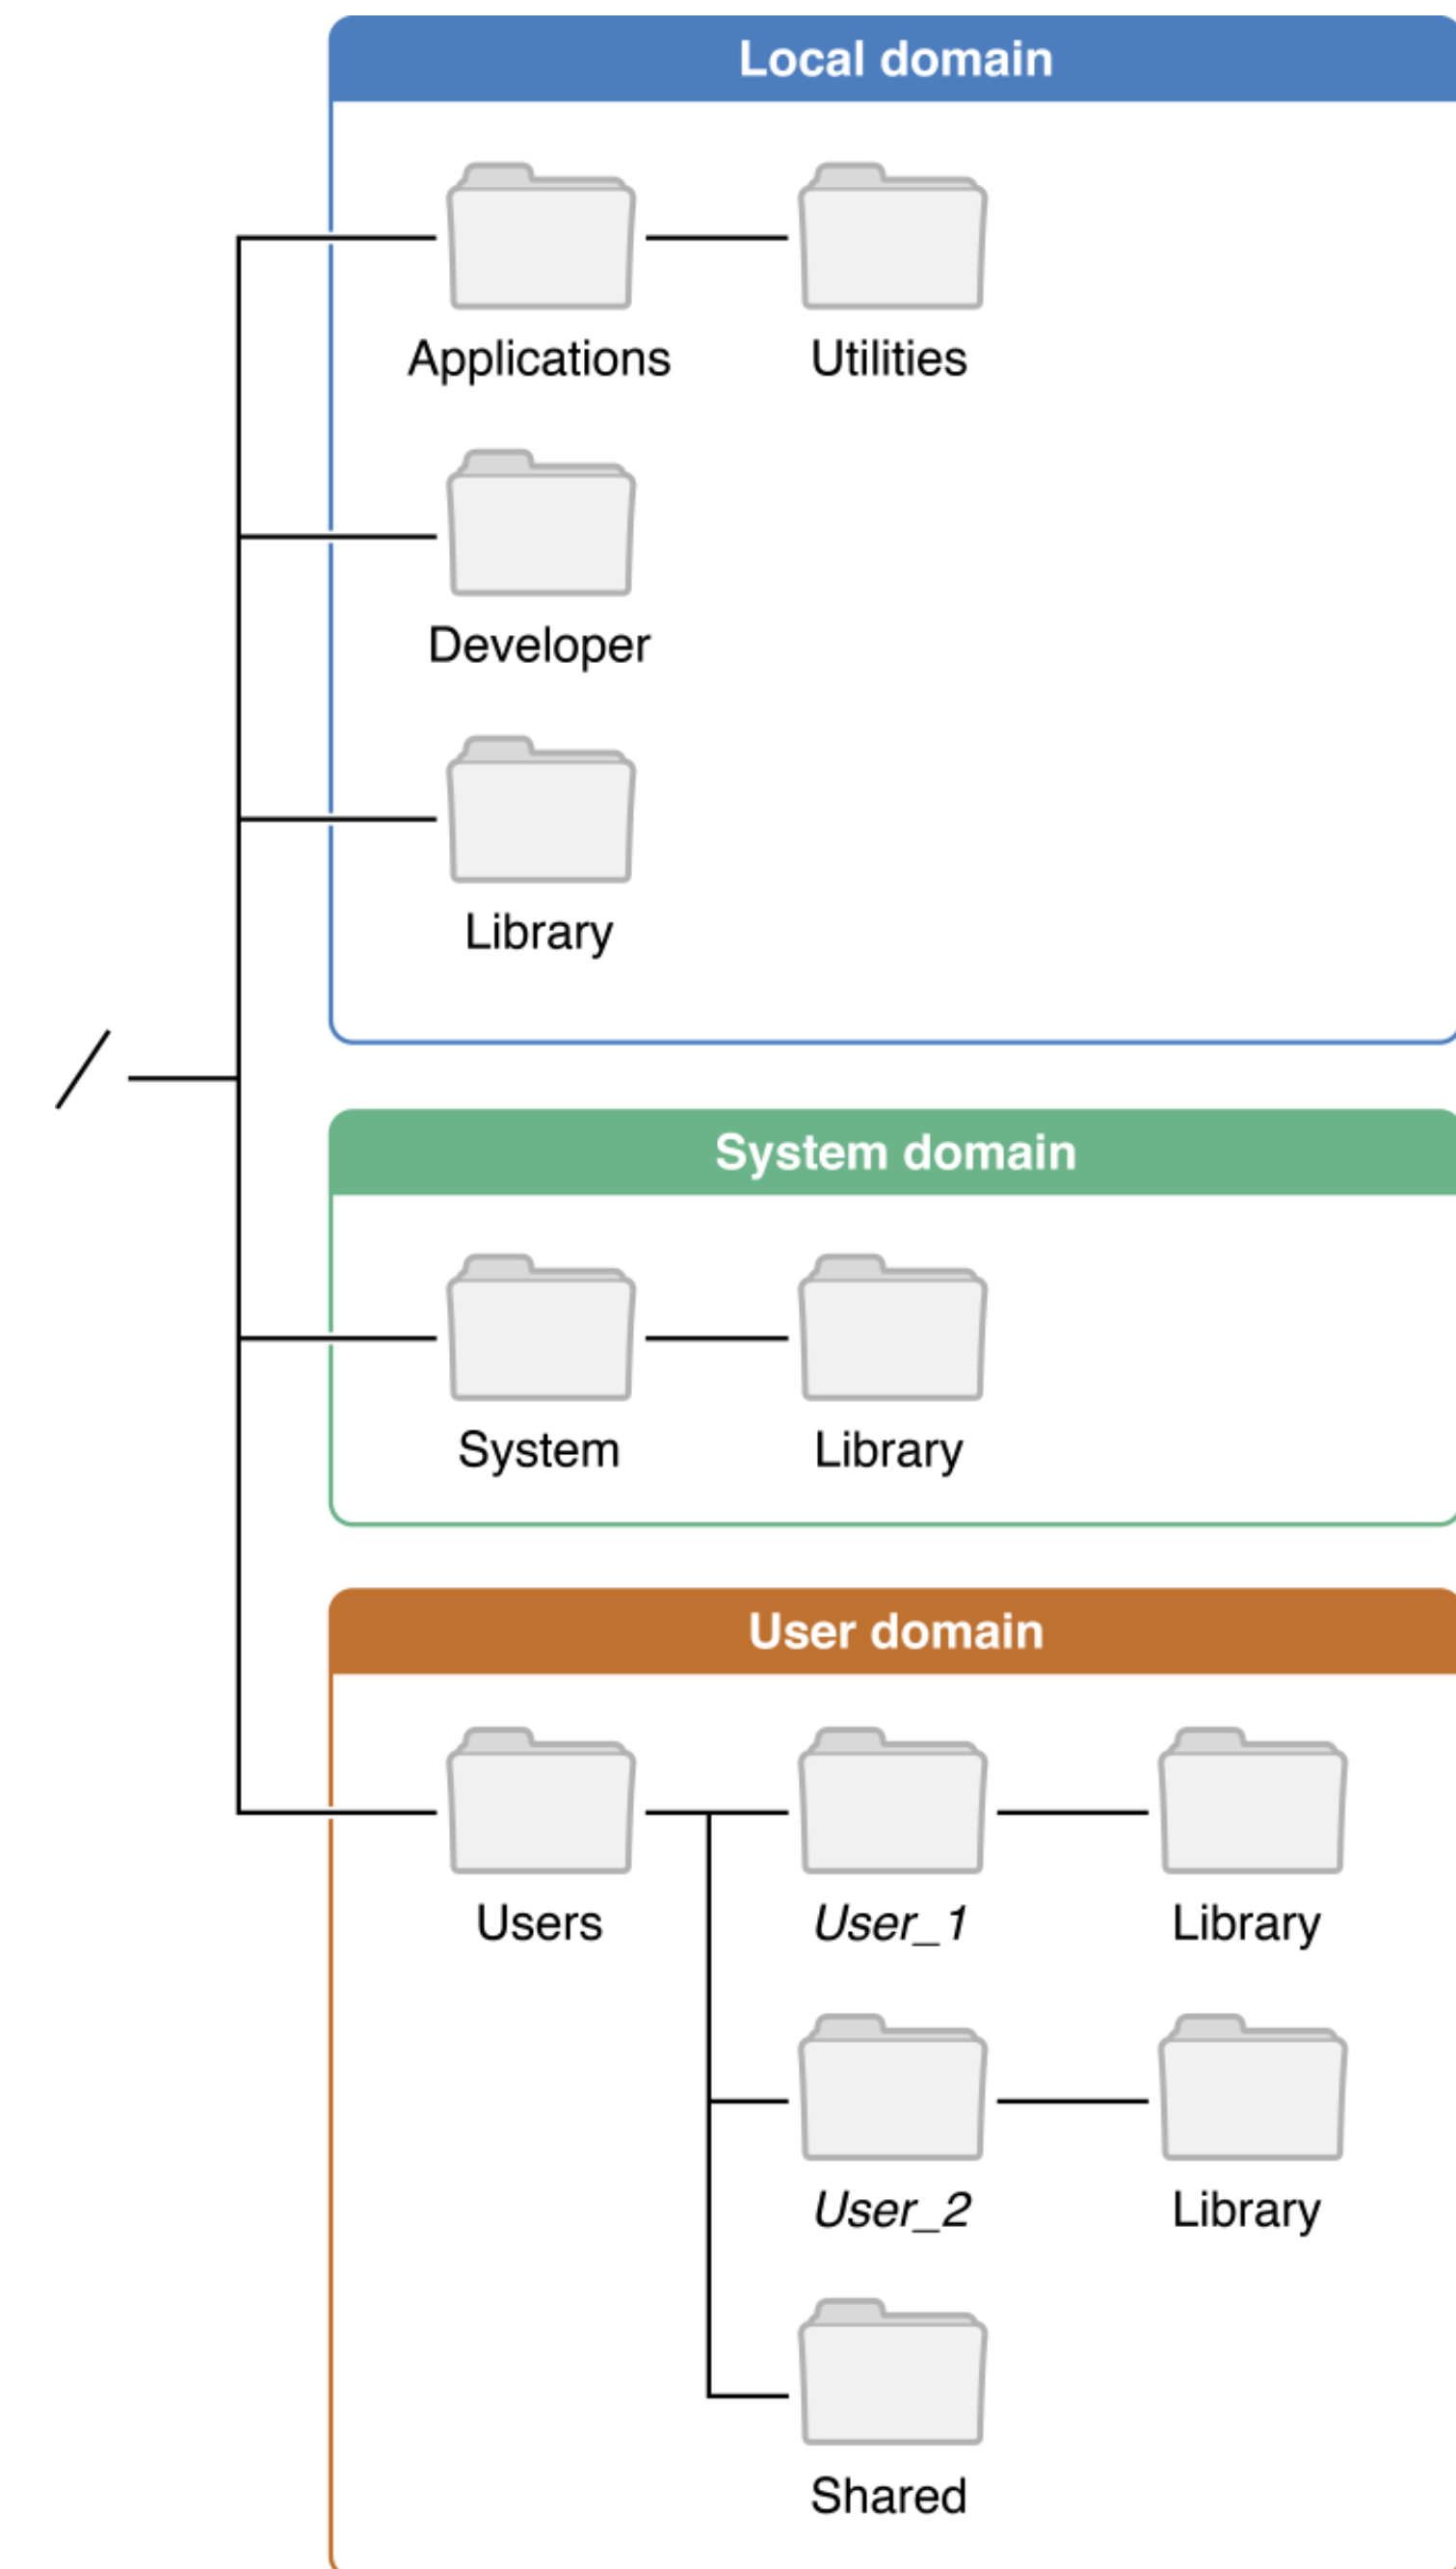 Local domain
Applications
Utilities
Developer
Library
/
System domain
System
Library
User domain
Users
User_1
Library
User_2
Library
Shared